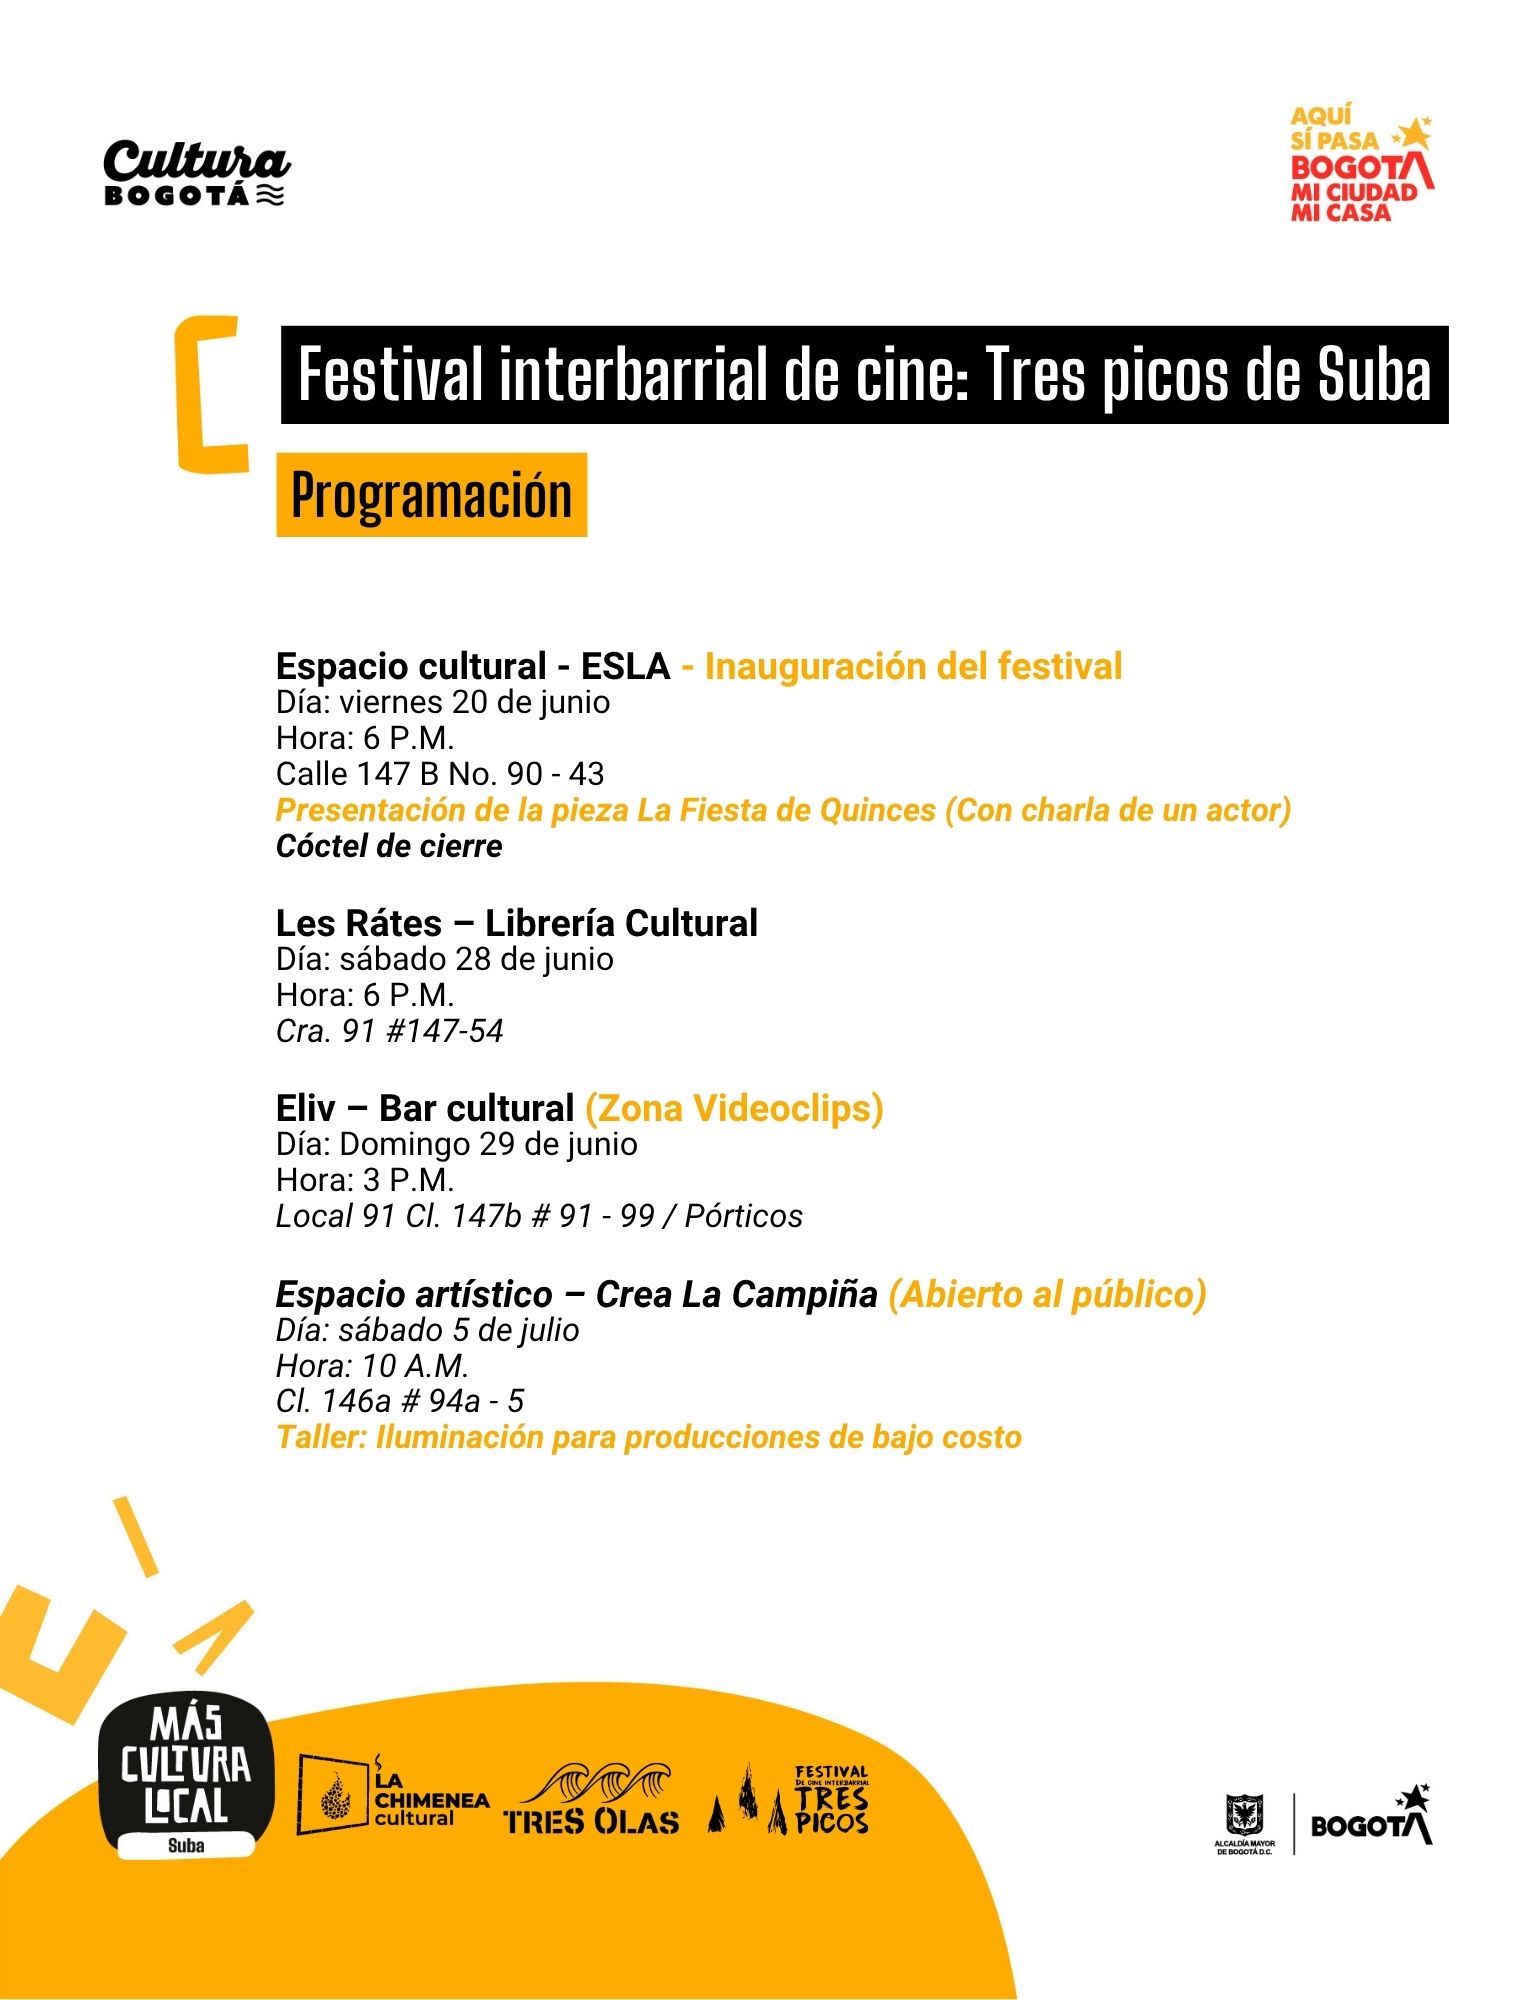 Cultura
BOGOTÁ
AQUÍ
SÍ PASA
BOGOTÁ
MI CIUDAD
MI CASA
Festival interbarrial de cine: Tres picos de Suba
Programación
Espacio cultural - ESLA - Inauguración del festival
Día: viernes 20 de junio
Hora: 6 P.M.
Calle 147 B No. 90 - 43
Presentación de la pieza La Fiesta de Quinces (Con charla de un actor)
Cóctel de cierre
Les Rátes – Librería Cultural
Día: sábado 28 de junio
Hora: 6 P.M.
Cra. 91 #147-54
Eliv – Bar cultural (Zona Videoclips)
Día: Domingo 29 de junio
Hora: 3 P.M.
Local 91 Cl. 147b # 91 - 99 / Pórticos
Espacio artístico – Crea La Campiña (Abierto al público)
Día: sábado 5 de julio
Hora: 10 A.M.
Cl. 146a # 94a - 5
Taller: Iluminación para producciones de bajo costo
MÁS
CULTURA
LOCAL
Suba
LA
CHIMENEA
cultural
TRES OLAS
FESTIVAL
DE CINE INTERBARRIAL
TRES
PICOS
ALCALDÍA MAYOR
DE BOGOTÁ D.C.
BOGOTÁ